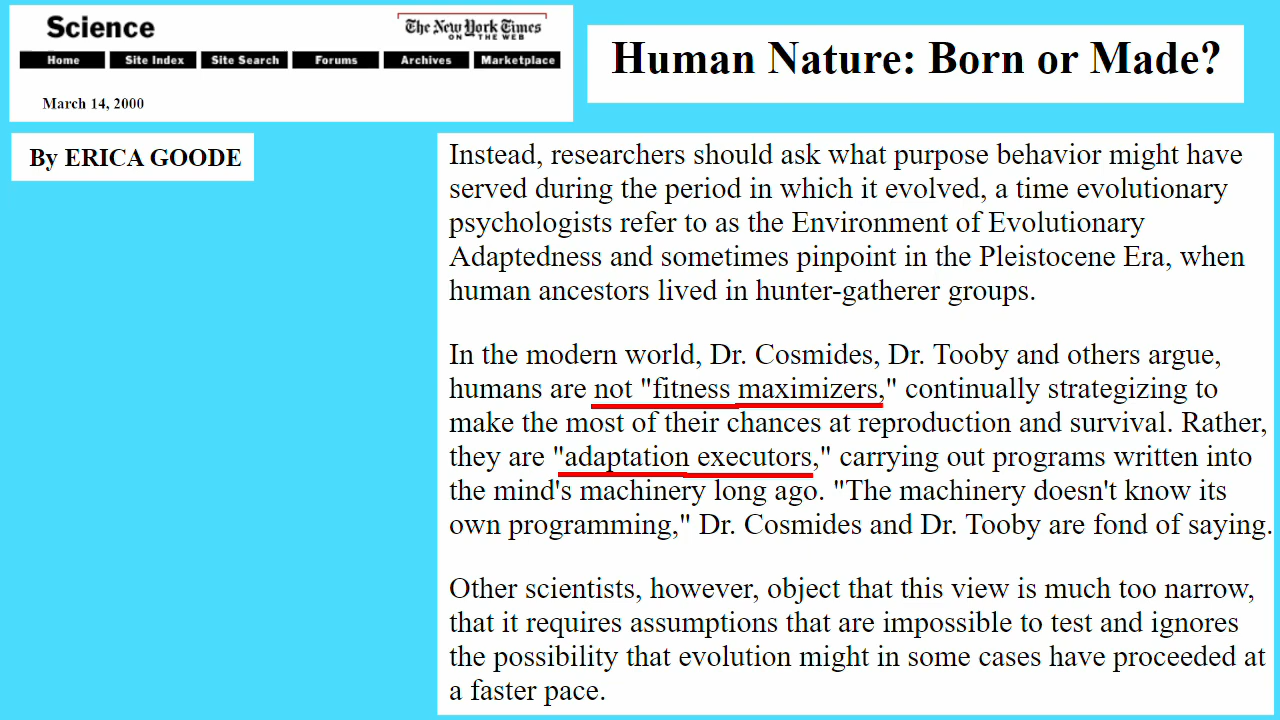 Science
The New York Times
ON THE WEB
Home Site Index Site Search Forums Archives Marketplace
March 14, 2000
Human Nature: Born or Made?
By ERICA GOODE
Instead, researchers should ask what purpose behavior might have
served during the period in which it evolved, a time evolutionary
psychologists refer to as the Environment of Evolutionary
Adaptedness and sometimes pinpoint in the Pleistocene Era, when
human ancestors lived in hunter-gatherer groups.
In the modern world, Dr. Cosmides, Dr. Tooby and others argue,
humans are not "fitness maximizers," continually strategizing to
make the most of their chances at reproduction and survival. Rather,
they are "adaptation executors," carrying out programs written into
the mind's machinery long ago. "The machinery doesn't know its
own programming," Dr. Cosmides and Dr. Tooby are fond of saying.
Other scientists, however, object that this view is much too narrow,
that it requires assumptions that are impossible to test and ignores
the possibility that evolution might in some cases have proceeded at
a faster pace.